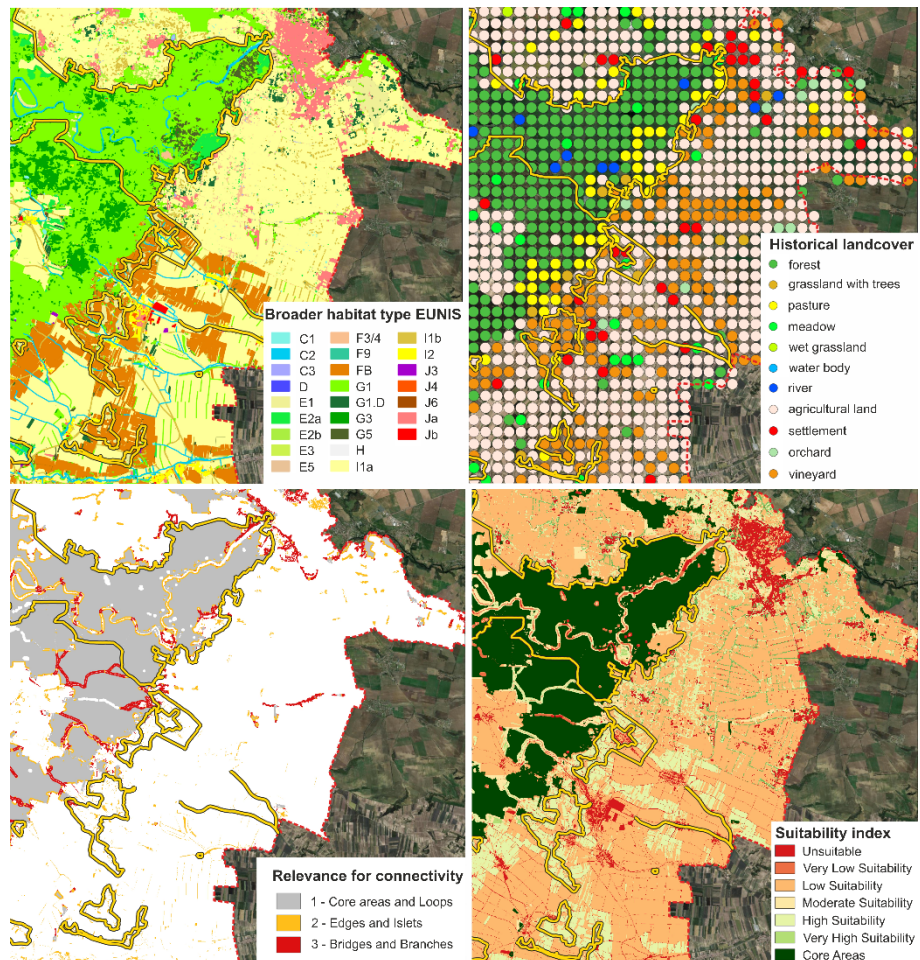 Broader habitat type EUNIS
C1
C2
C3
D
E1
E2a
E2b
E3
E5
F3/4
F9
FB
G1
G1.D
G3
G5
H
I1a
I1b
I2
J3
J4
J6
Ja
Jb
Historical landcover
forest
grassland with trees
pasture
meadow
wet grassland
water body
river
agricultural land
settlement
orchard
vineyard
Relevance for connectivity
1 - Core areas and Loops
2 - Edges and Islets
3 - Bridges and Branches
Suitability index
Unsuitable
Very Low Suitability
Low Suitability
Moderate Suitability
High Suitability
Very High Suitability
Core Areas